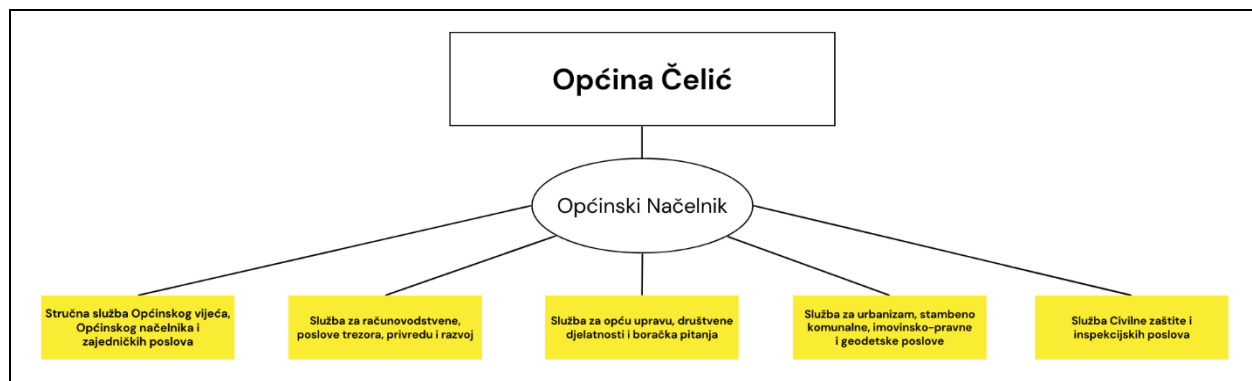 Općina Čelić
Općinski Načelnik
Stručna služba Općinskog vijeća,
Općinskog načelnika i
zajedničkih poslova
Služba za računovodstvene,
poslove trezora, privredu i razvoj
Služba za opću upravu, društvene
djelatnosti i boračka pitanja
Služba za urbanizam, stambeno
komunalne, imovinsko-pravne
i geodetske poslove
Služba Civilne zaštite i
inspekcijskih poslova